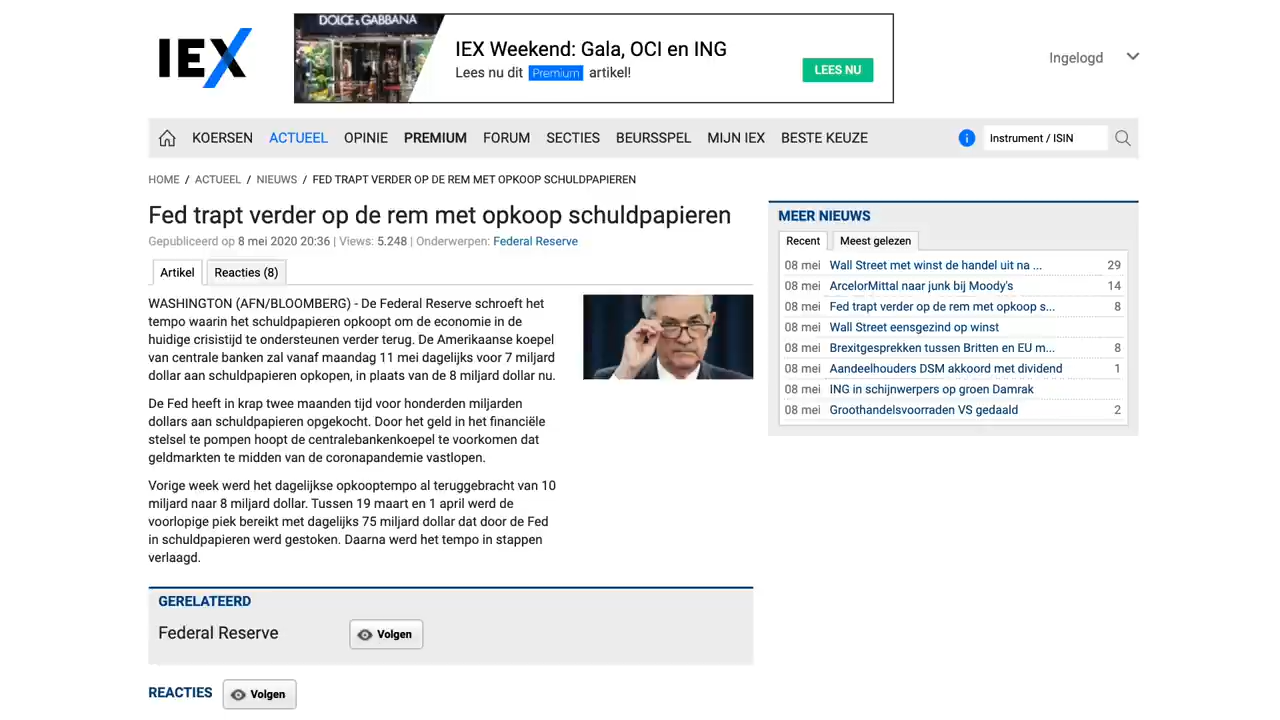 DOLCE & GABBANA
IEX
IEX Weekend: Gala, OCI en ING
Lees nu dit Premium artikel!
LEES NU
Ingelogd
KOERSEN ACTUEEL OPINIE PREMIUM FORUM SECTIES BEURSSPEL MIJN IEX BESTE KEUZE
i
Instrument / ISIN
HOME / ACTUEEL / NIEUWS / FED TRAPT VERDER OP DE REM MET OPKOOP SCHULDPAPIEREN
Fed trapt verder op de rem met opkoop schuldpapieren
Gepubliceerd op 8 mei 2020 20:36 | Views: 5.248 | Onderwerpen: Federal Reserve
Artikel
Reacties (8)
WASHINGTON (AFN/BLOOMBERG) - De Federal Reserve schroeft het
tempo waarin het schuldpapieren opkoopt om de economie in de
huidige crisistijd te ondersteunen verder terug. De Amerikaanse koepel
van centrale banken zal vanaf maandag 11 mei dagelijks voor 7 miljard
dollar aan schuldpapieren opkopen, in plaats van de 8 miljard dollar nu.
De Fed heeft in krap twee maanden tijd voor honderden miljarden
dollars aan schuldpapieren opgekocht. Door het geld in het financiële
stelsel te pompen hoopt de centralebankenkoepel te voorkomen dat
geldmarkten te midden van de coronapandemie vastlopen.
Vorige week werd het dagelijkse opkooptempo al teruggebracht van 10
miljard naar 8 miljard dollar. Tussen 19 maart en 1 april werd de
voorlopige piek bereikt met dagelijks 75 miljard dollar dat door de Fed
in schuldpapieren werd gestoken. Daarna werd het tempo in stappen
verlaagd.
GERELATEERD
Federal Reserve
Volgen
REACTIES
Volgen
MEER NIEUWS
Recent
Meest gelezen
08 mei Wall Street met winst de handel uit na ... 29
08 mei ArcelorMittal naar junk bij Moody's 14
08 mei Fed trapt verder op de rem met opkoop s... 8
08 mei Wall Street eensgezind op winst
08 mei Brexitgesprekken tussen Britten en EU m... 8
08 mei Aandeelhouders DSM akkoord met dividend 1
08 mei ING in schijnwerpers op groen Damrak
08 mei Groothandelsvoorraden VS gedaald 2